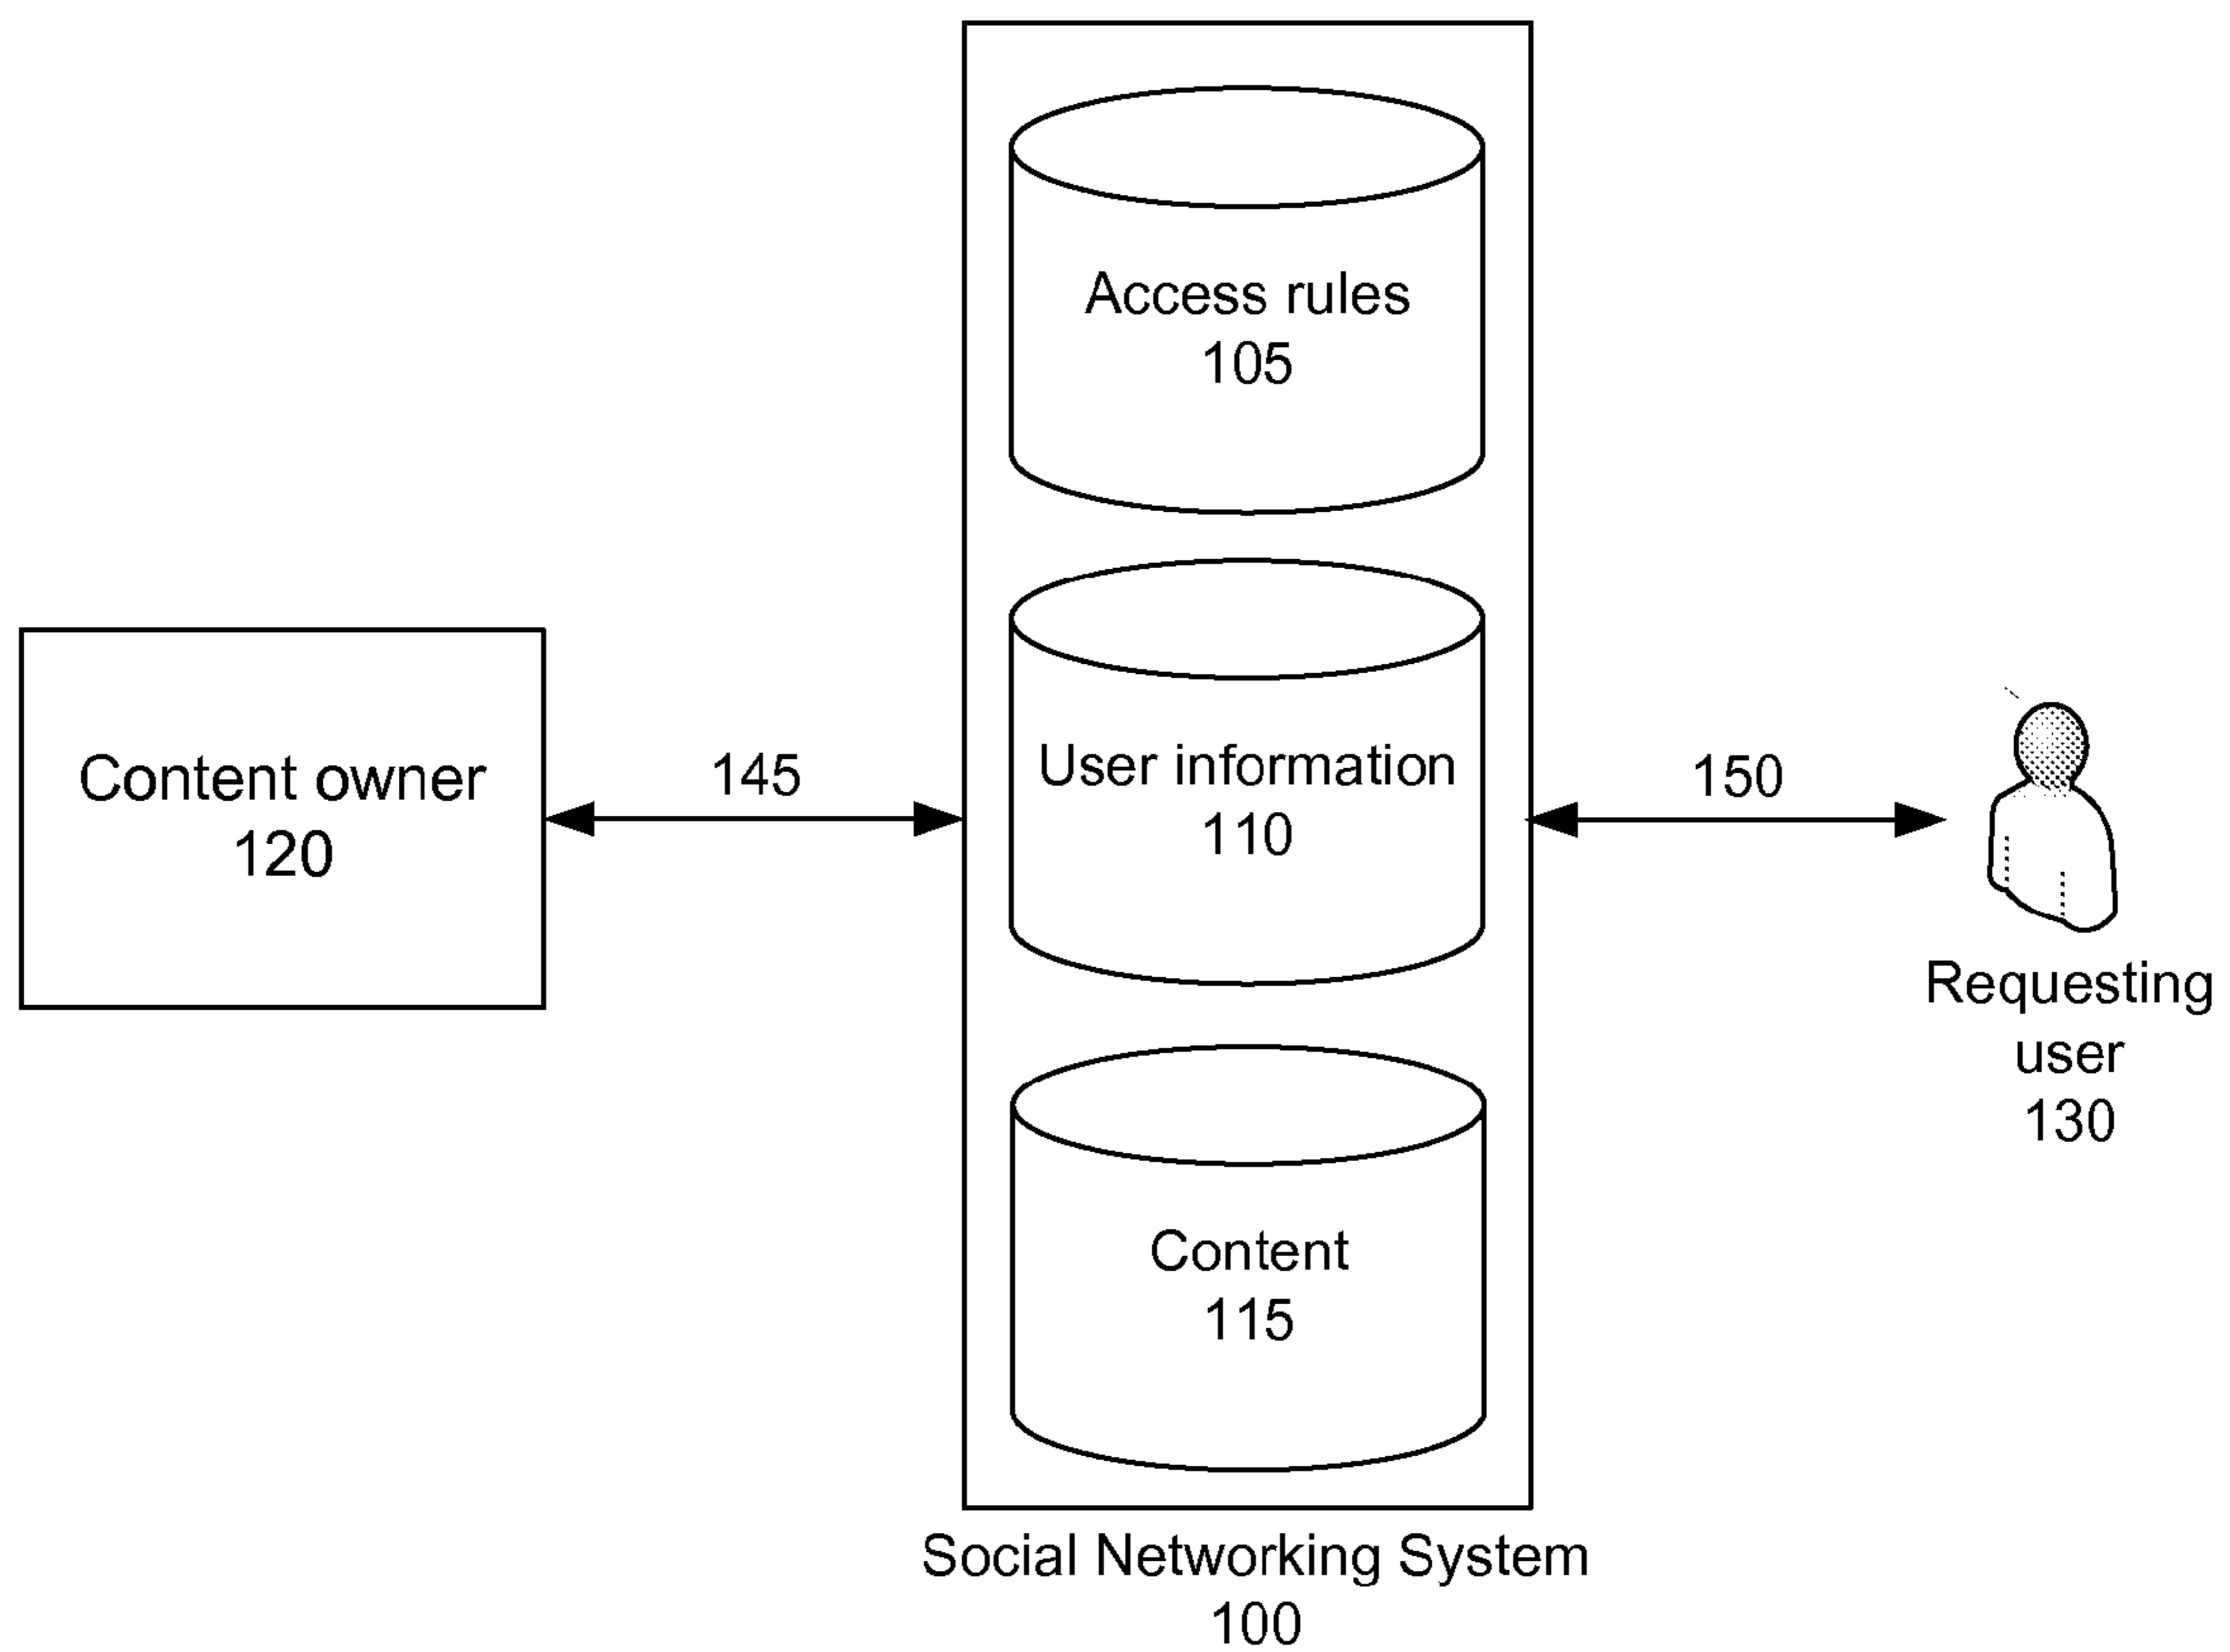 Access rules
105
Content owner
120
145
User information
110
150
Requesting
user
130
Content
115
Social Networking System
100